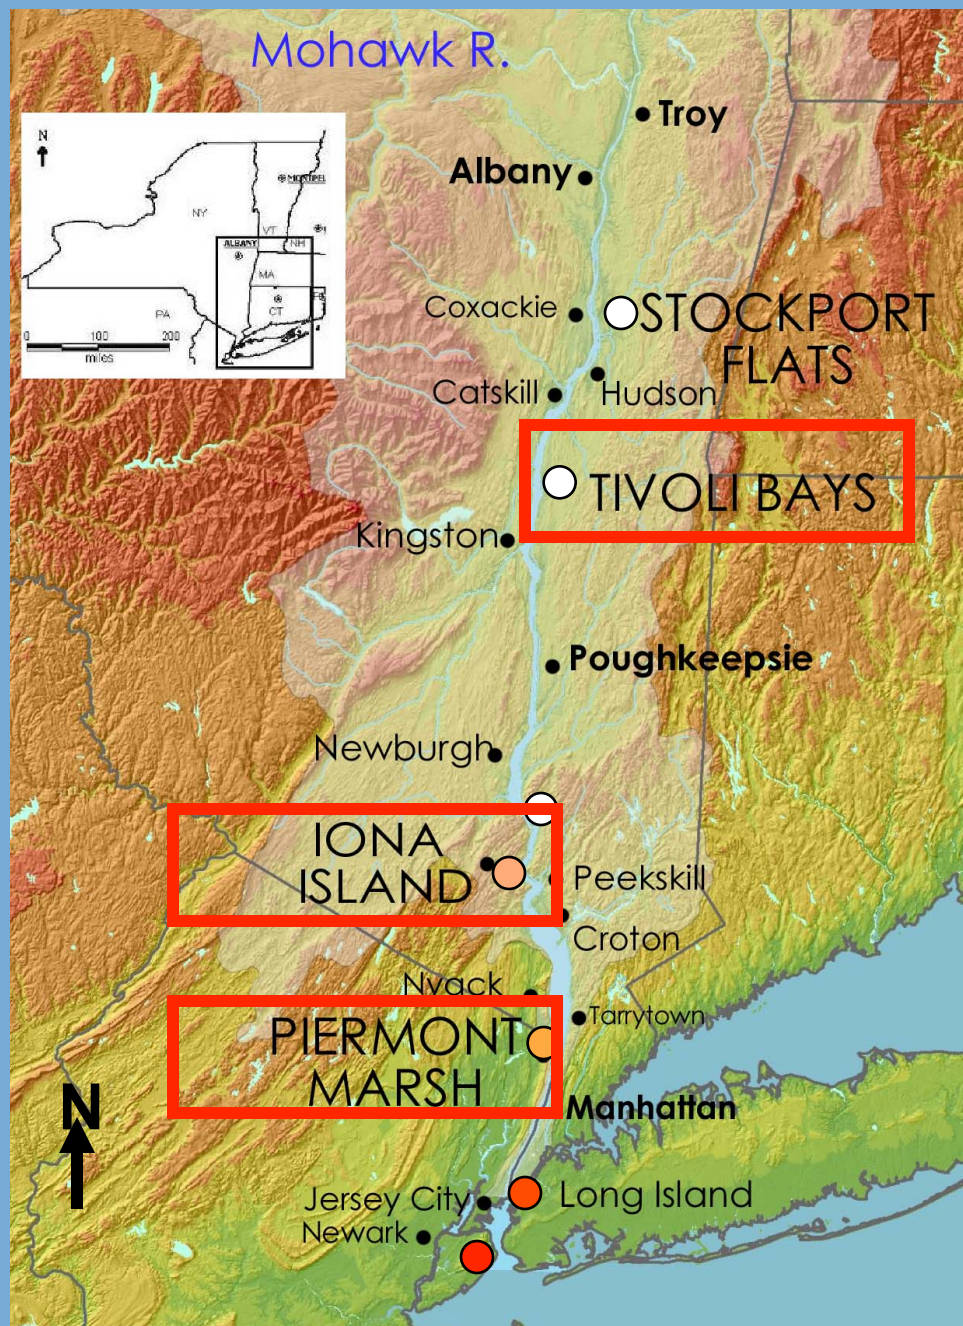 Mohawk R.
Troy
Albany
N
MONTPEL
NY
VT
NH
ALBANY
MA
CT
PA
0 100 200
miles
Coxackie
STOCKPORT
FLATS
Catskill
Hudson
TIVOLI BAYS
Kingston
Poughkeepsie
Newburgh
IONA
ISLAND
Peekskill
Croton
Nyack
Tarrytown
PIERMONT
MARSH
N
Manhattan
Jersey City
Long Island
Newark